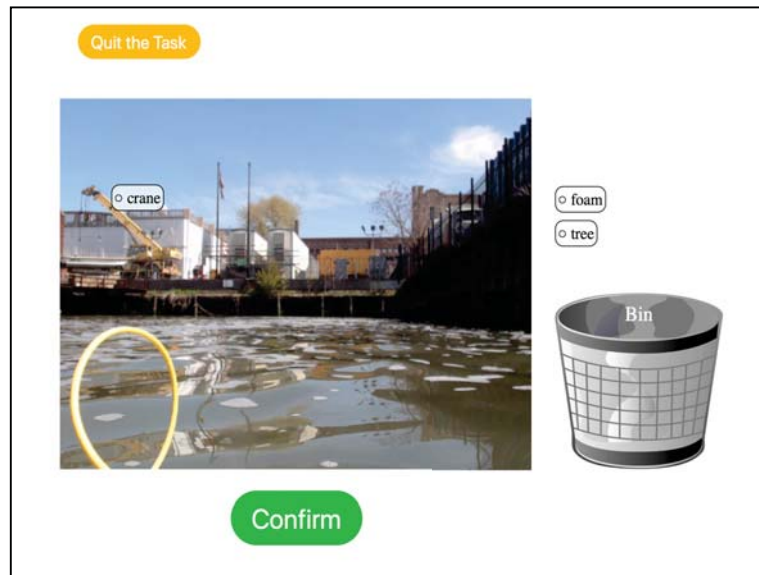 Quit the Task
crane
foam
tree
Bin
Confirm